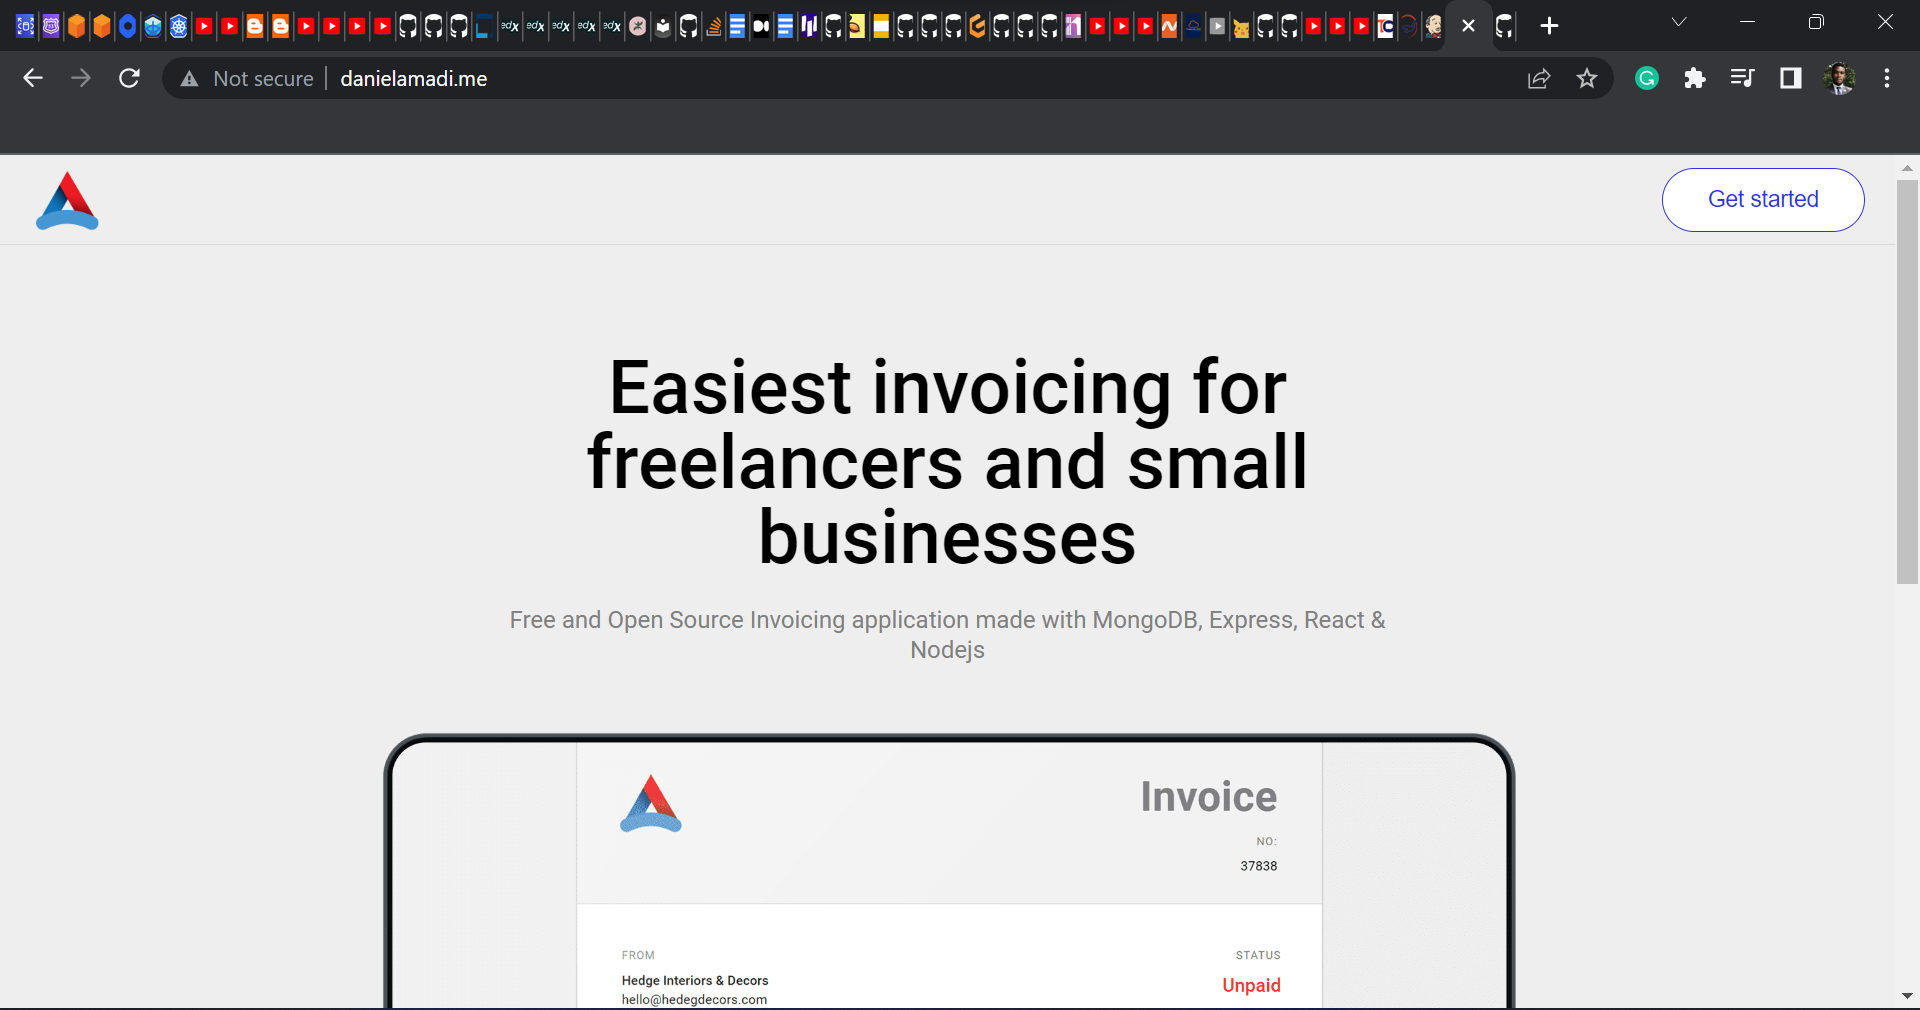 Not secure danielamadi.me
Get started
Easiest invoicing for
freelancers and small
businesses
Free and Open Source Invoicing application made with MongoDB, Express, React &
Nodejs
Invoice
NO:
37838
FROM
STATUS
Hedge Interiors & Decors
Unpaid
hello@hedegdecors.com